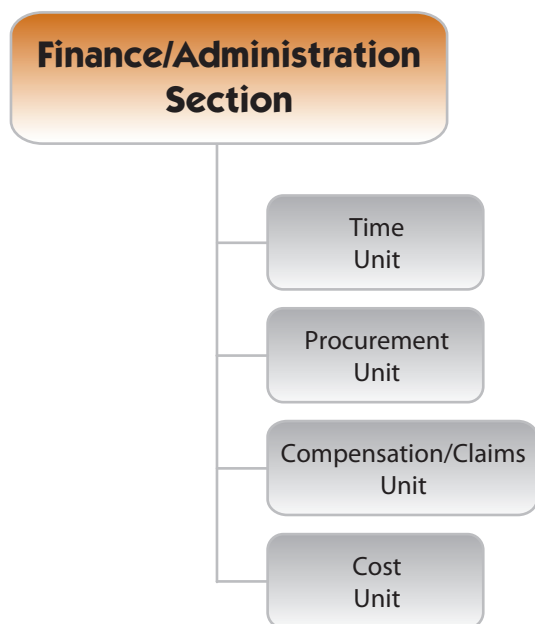 Finance/Administration
Section
Time
Unit
Procurement
Unit
Compensation/Claims
Unit
Cost
Unit